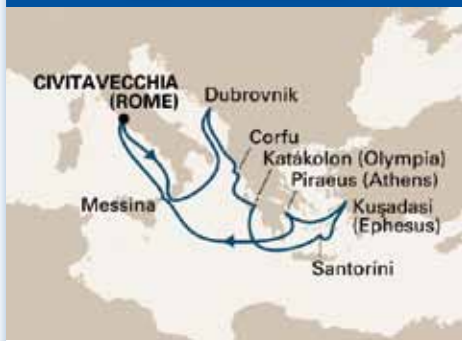 CIVITAVECCHIA
(ROME)
Dubrovnik
Corfu
Katákolon (Olympia)
Piraeus (Athens)
Messina
Kuşadasi
(Ephesus)
Santorini